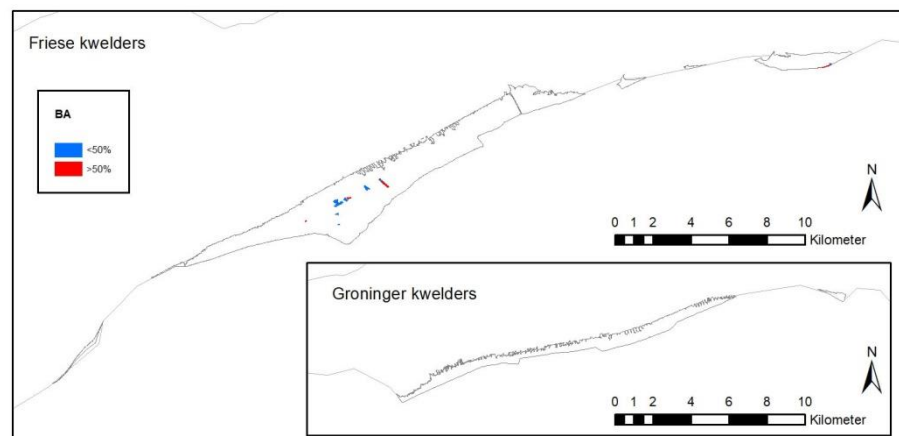 Friese kwelders
BA
<50%
>50%
N
0 1 2 4 6 8 10
Kilometer
Groninger kwelders
N
0 1 2 4 6 8 10
Kilometer